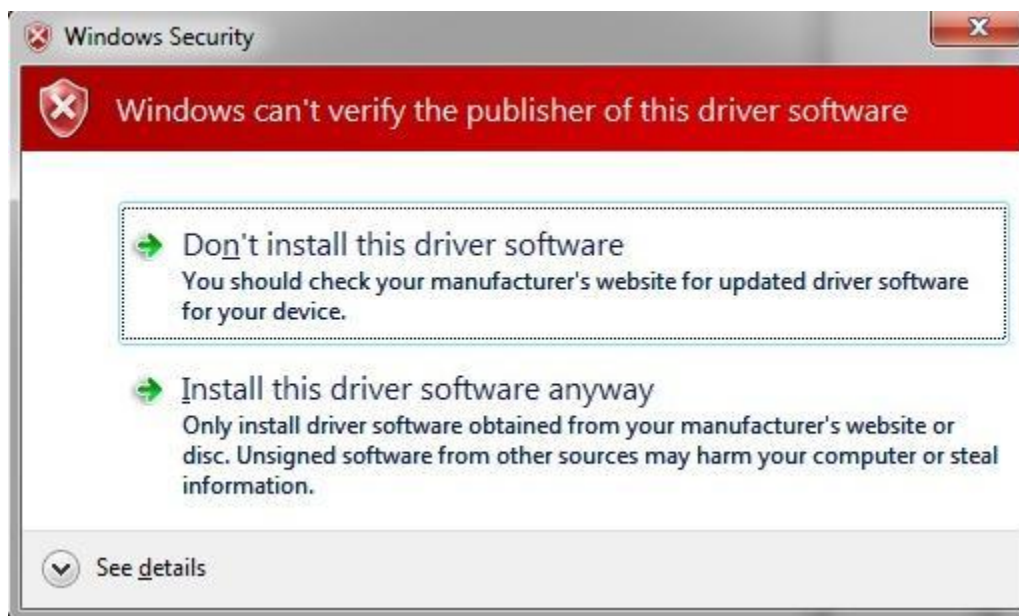 Windows Security
Windows can't verify the publisher of this driver software
Don't install this driver software
You should check your manufacturer's website for updated driver software
for your device.
Install this driver software anyway
Only install driver software obtained from your manufacturer's website or
disc. Unsigned software from other sources may harm your computer or steal
information.
See details